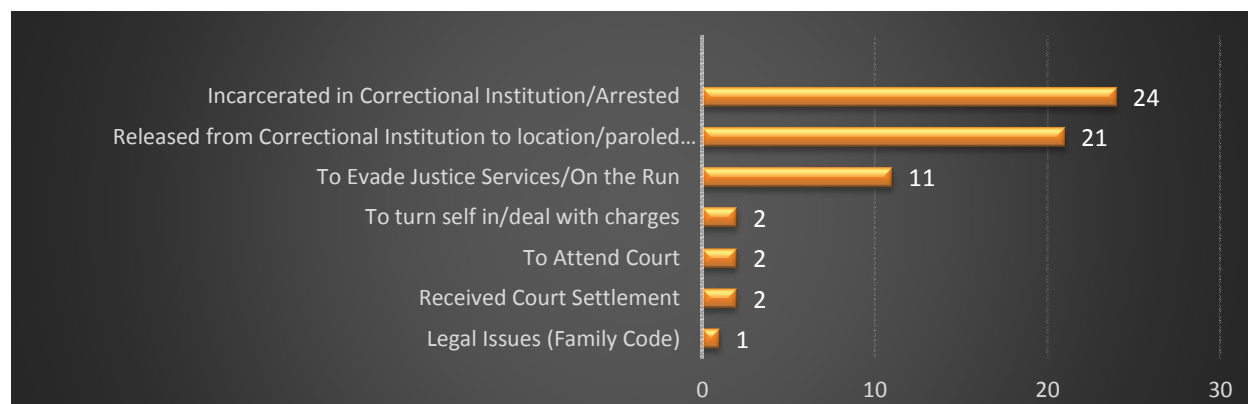 Incarcerated in Correctional Institution/Arrested 24
Released from Correctional Institution to location/paroled... 21
To Evade Justice Services/On the Run 11
To turn self in/deal with charges 2
To Attend Court 2
Received Court Settlement 2
Legal Issues (Family Code) 1
0 10 20 30